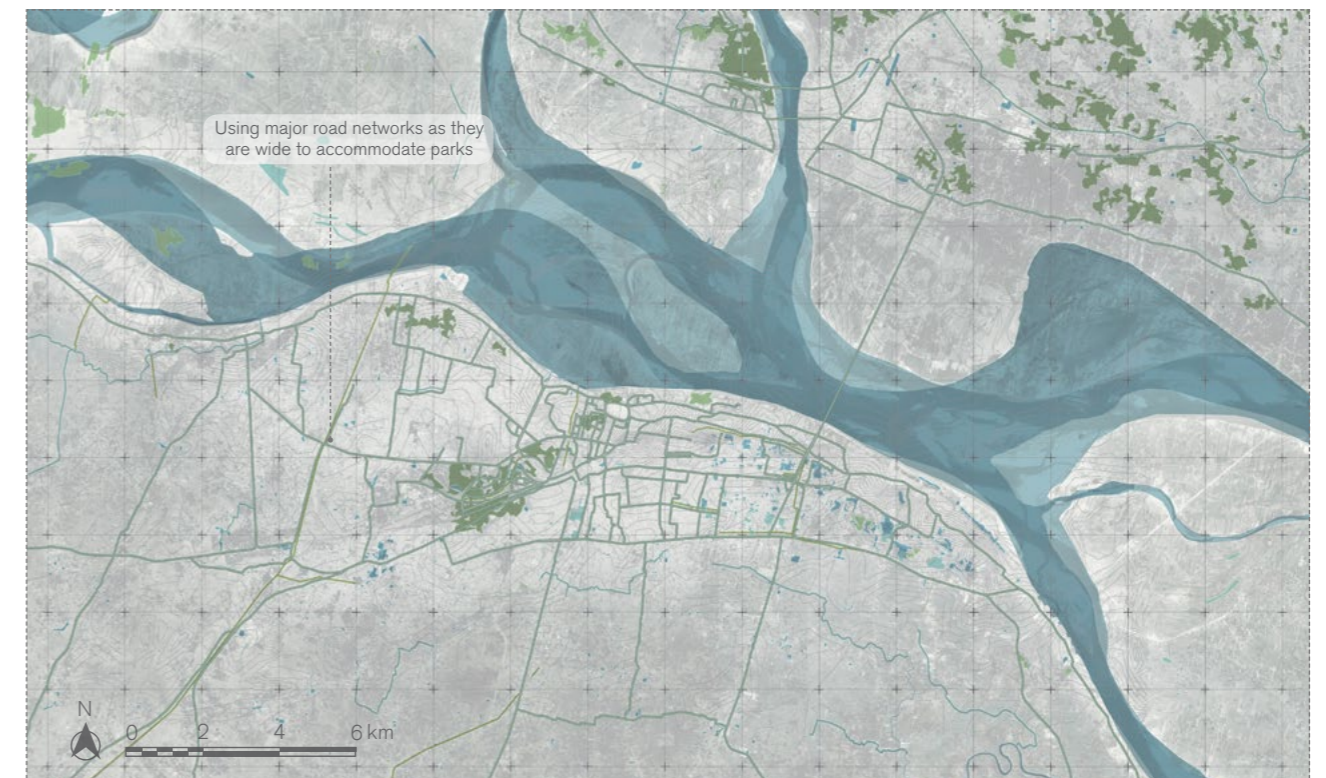 Using major road networks as they
are wide to accommodate parks
N
0 2 4 6 km